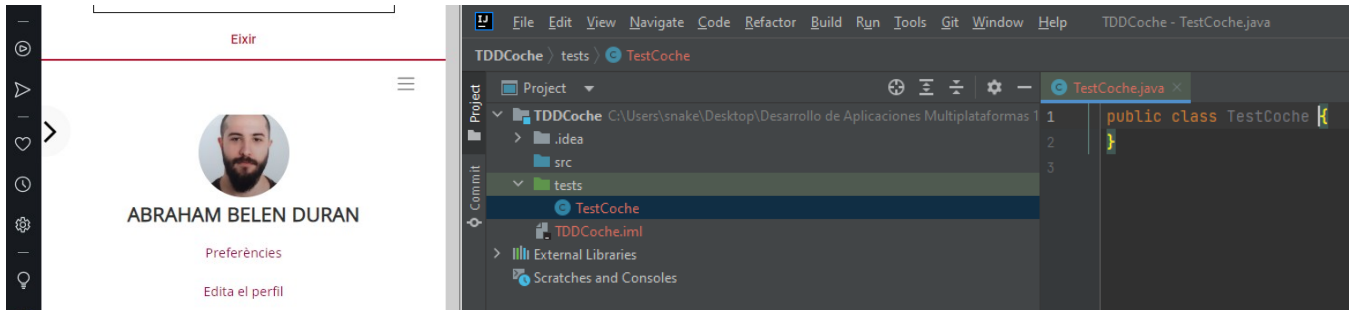 Eixir
ABRAHAM BELEN DURAN
Preferències
Edita el perfil
File Edit View Navigate Code Refactor Build Run Tools Git Window Help TDDCoche - TestCoche.java
TDDCoche tests TestCoche
Project
Commit
Project
TDDCoche C:\Users\snake\Desktop\Desarrollo de Aplicaciones Multiplataformas 1
.idea
src
tests
TestCoche
TDDCoche.iml
External Libraries
Scratches and Consoles
TestCoche.java
1 public class TestCoche {
2 }
3